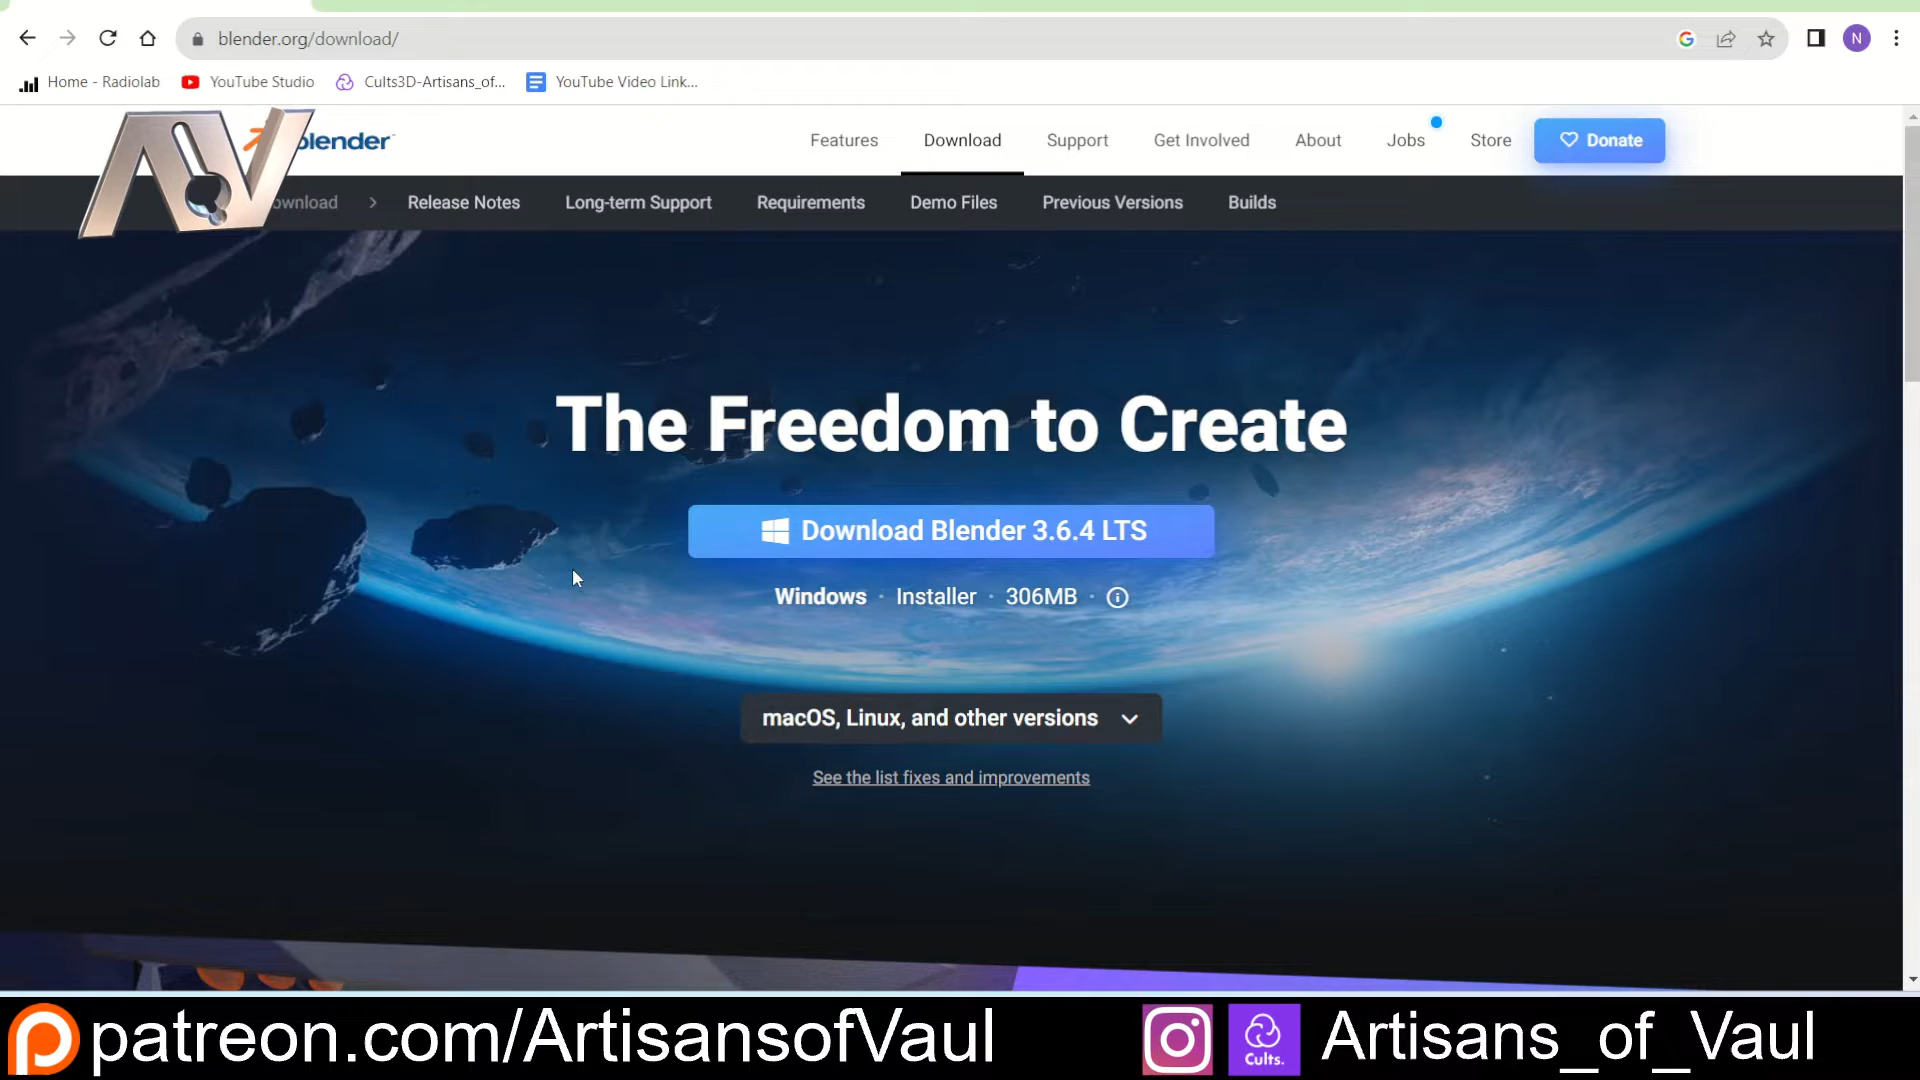 blender.org/download/
N
Home - Radiolab
YouTube Studio
Cults3D-Artisans_of...
YouTube Video Link...
AV
blender
Features
Download
Support
Get Involved
About
Jobs
Store
Donate
ownload
Release Notes
Long-term Support
Requirements
Demo Files
Previous Versions
Builds
The Freedom to Create
Download Blender 3.6.4 LTS
Windows · Installer · 306MB ·
macOS, Linux, and other versions
See the list fixes and improvements
patreon.com/ArtisansofVaul
Cults.
Artisans_of_Vaul